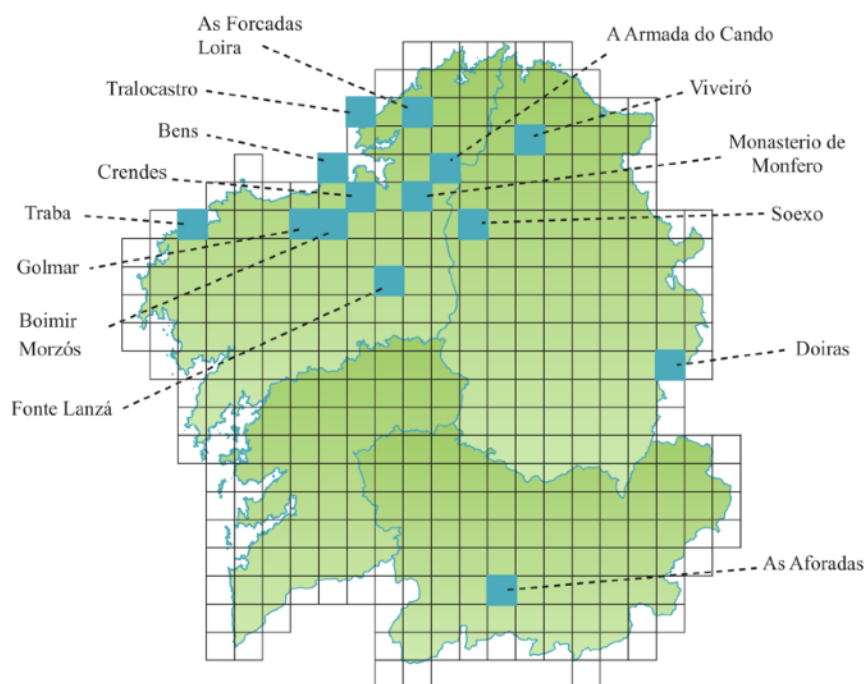 As Forcadas
Loira
Tralocastro
Bens
Crendes
Traba
Golmar
Boimir
Morzós
Fonte Lanzá
A Armada do Cando
Viveiró
Monasterio de
Monfero
Soexo
Doiras
As Aforadas